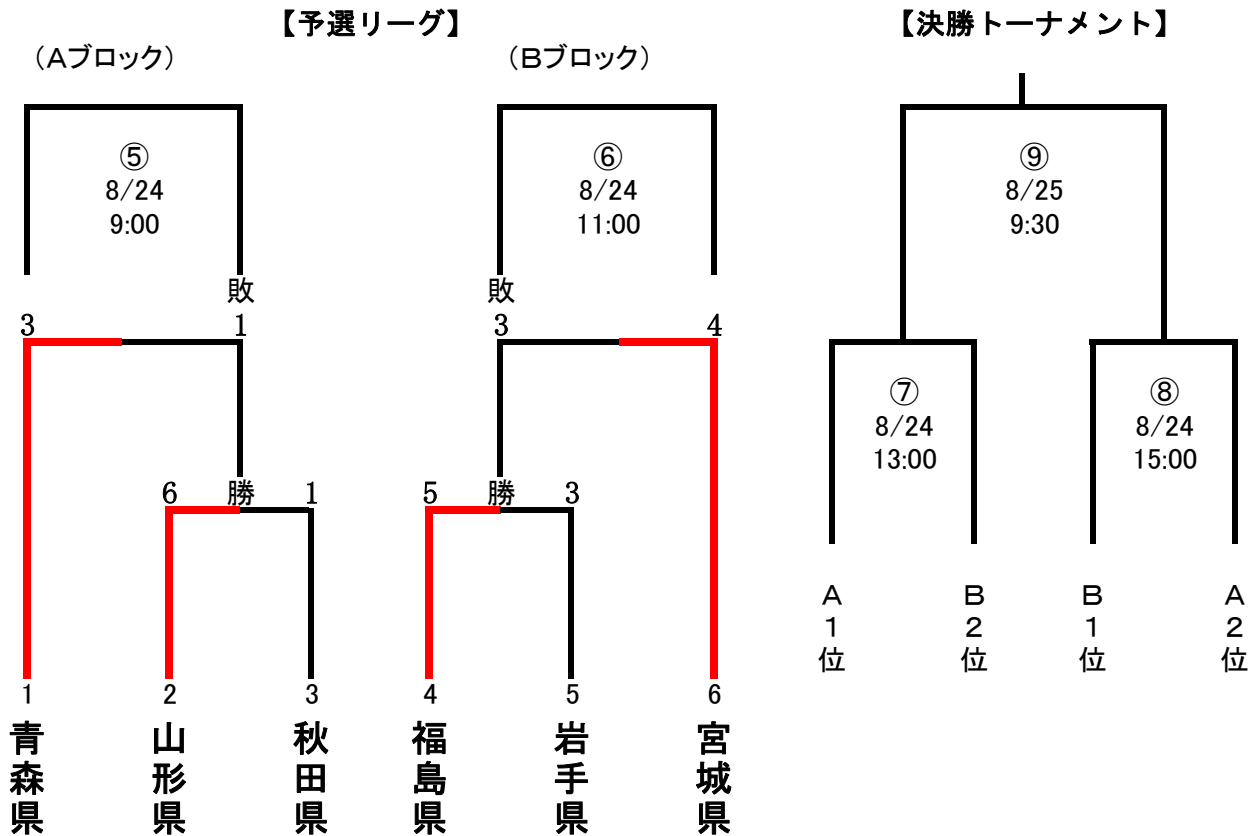 【予選リーグ】
【決勝トーナメント】
（Aブロック）
（Bブロック）
⑤
8/24
9:00
⑥
8/24
11:00
⑨
8/25
9:30
敗
敗
3
1
3
4
⑦
8/24
13:00
⑧
8/24
15:00
6
勝
1
5
勝
3
A1位
B2位
B1位
A2位
1
2
3
4
5
6
青森県
山形県
秋田県
福島県
岩手県
宮城県